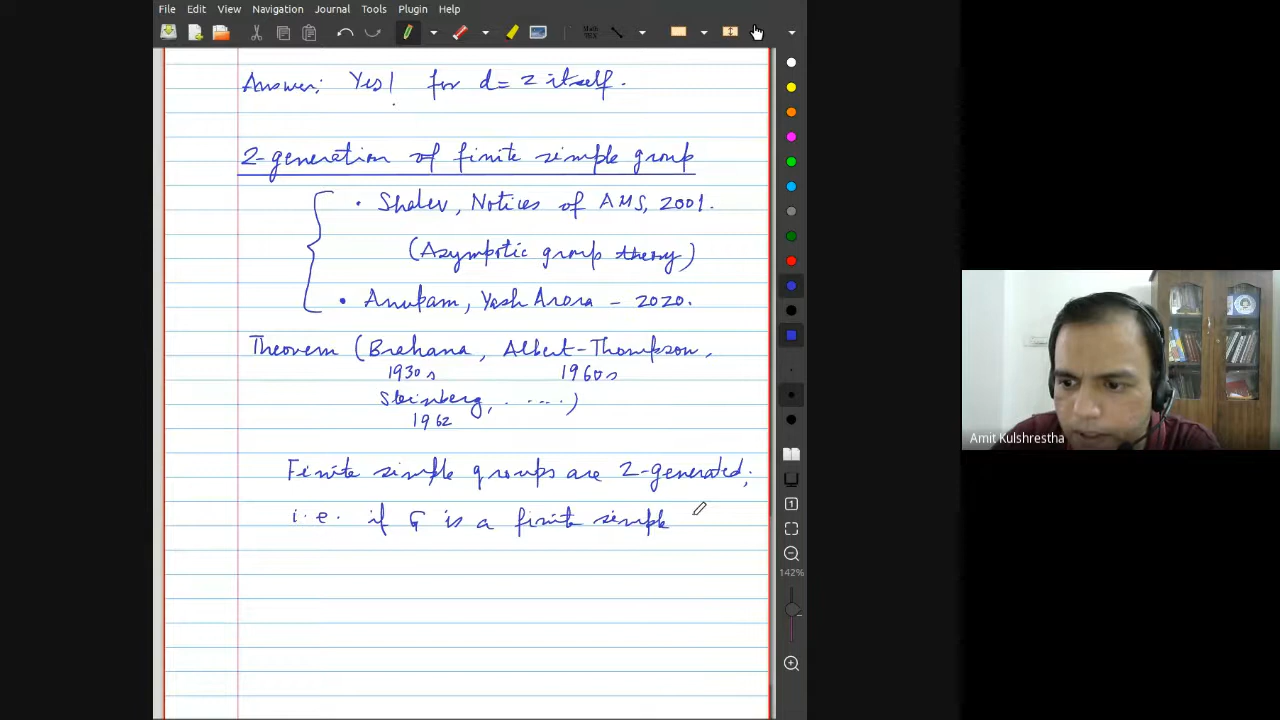 File Edit View Navigation Journal Tools Plugin Help
Answer: Yes! for d = 2 itself.
2-generation of finite simple group
• Shalev, Notices of AMS, 2001.
(Asymptotic group theory)
• Anupam, Yash Arora - 2020.
Theorem (Brahana, Albert-Thompson,
1930s 1960s
Steinberg, .....)
1962
Finite simple groups are 2-generated,
i.e. if G is a finite simple
142%
Amit Kulshrestha